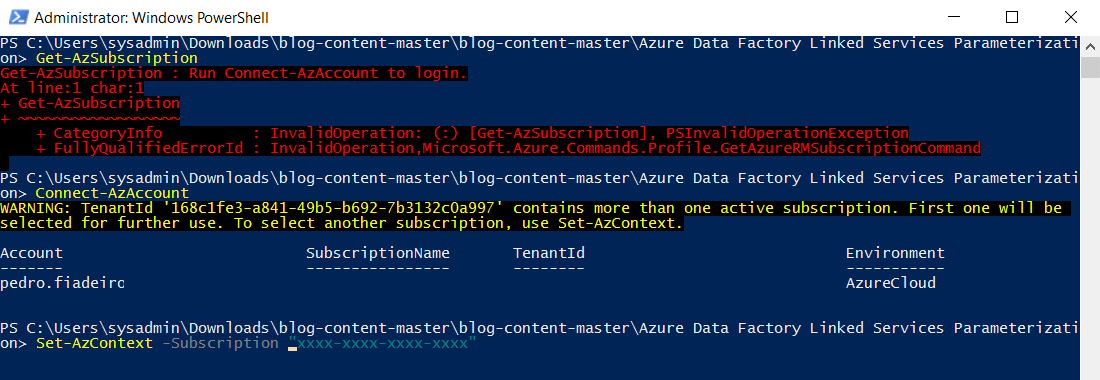 Administrator: Windows PowerShell
PS C:\Users\sysadmin\Downloads\blog-content-master\blog-content-master\Azure Data Factory Linked Services Parameterizati
on> Get-AzSubscription
Get-AzSubscription : Run Connect-AzAccount to login.
At line:1 char:1
+ Get-AzSubscription
+ ~~~~~~~~~~~~~~~~~~
    + CategoryInfo          : InvalidOperation: (:) [Get-AzSubscription], PSInvalidOperationException
    + FullyQualifiedErrorId : InvalidOperation,Microsoft.Azure.Commands.Profile.GetAzureRMSubscriptionCommand
PS C:\Users\sysadmin\Downloads\blog-content-master\blog-content-master\Azure Data Factory Linked Services Parameterizati
on> Connect-AzAccount
WARNING: TenantId '168c1fe3-a841-49b5-b692-7b3132c0a997' contains more than one active subscription. First one will be
selected for further use. To select another subscription, use Set-AzContext.
Account                           SubscriptionName       TenantId                             Environment
-------                           ----------------       --------                             -----------
pedro.fiadeiro                                                                                AzureCloud
PS C:\Users\sysadmin\Downloads\blog-content-master\blog-content-master\Azure Data Factory Linked Services Parameterizati
on> Set-AzContext -Subscription "xxxx-xxxx-xxxx-xxxx"